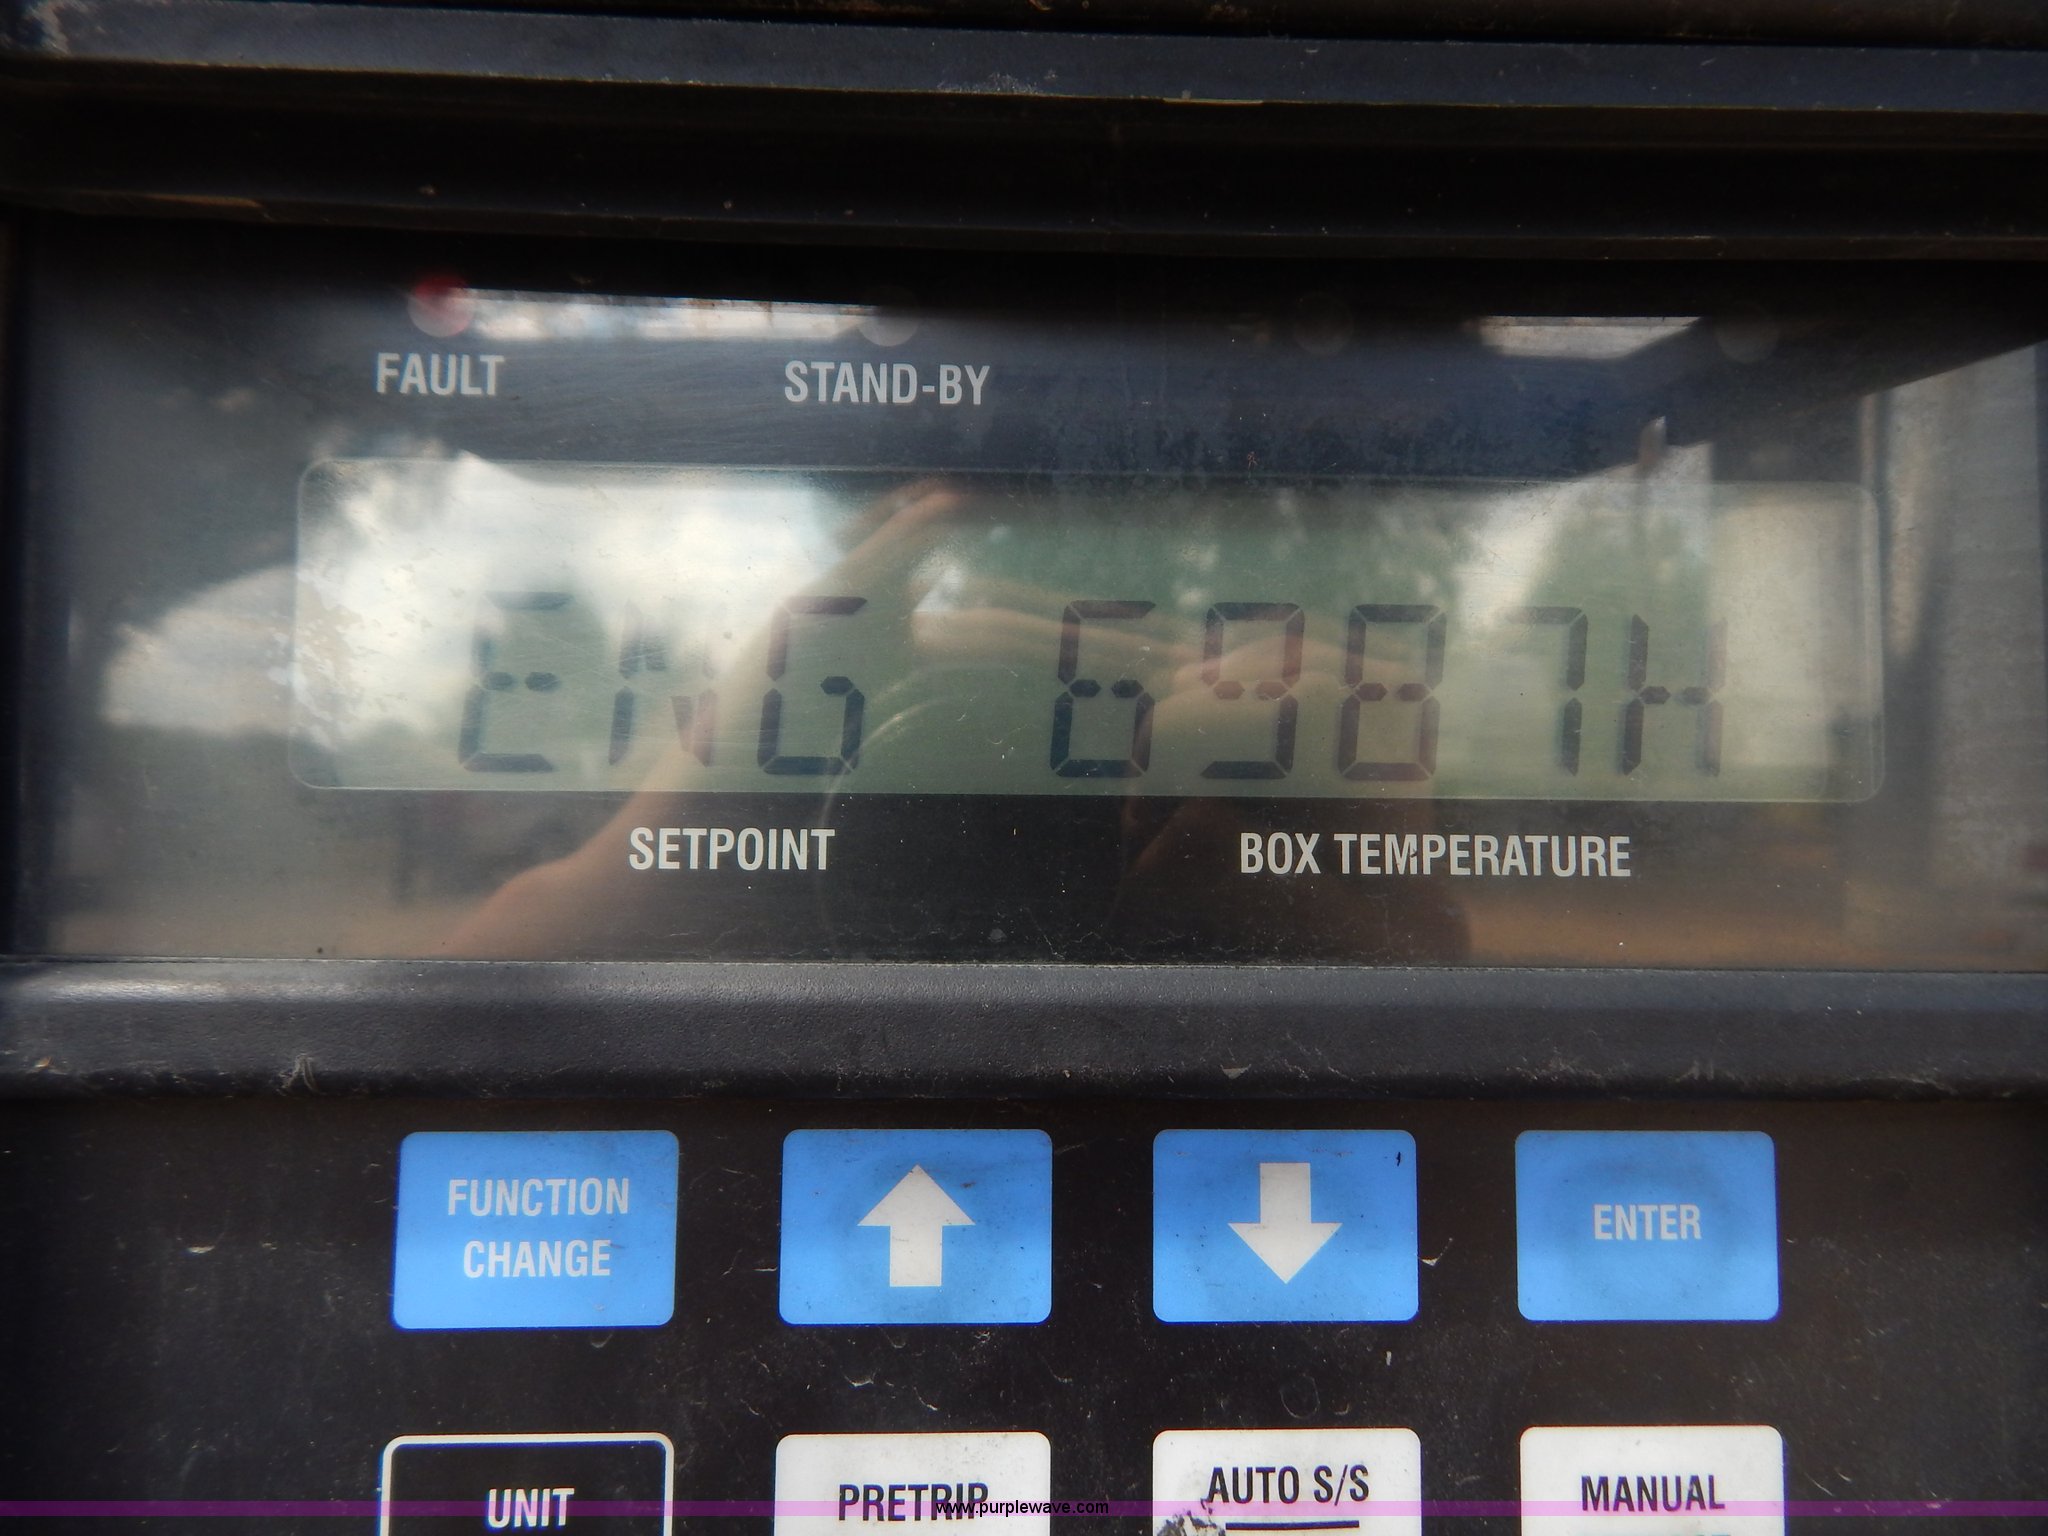 FAULT STAND-BY
ENG 6987H
SETPOINT BOX TEMPERATURE
FUNCTION CHANGE
ENTER
UNIT PRETRIP AUTO S/S MANUAL
www.purplewave.com